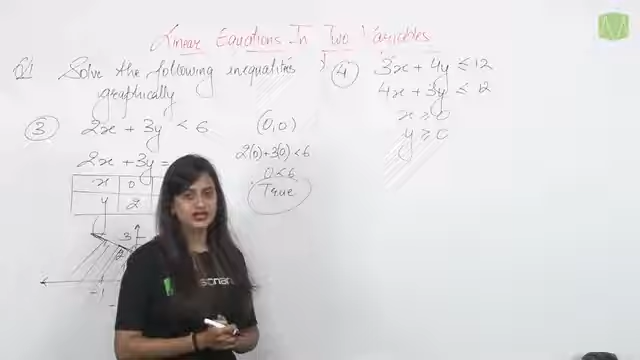 Linear Equations In Two Variables
Q1 Solve the following inequalities
graphically
3 2x + 3y < 6
(0,0)
2(0)+3(0)<6
0<6
True
2x + 3y =
x 0
y 2
3
-1
4 3x + 4y ≤ 12
4x + 3y ≤ 12
x ≥ 0
y ≥ 0